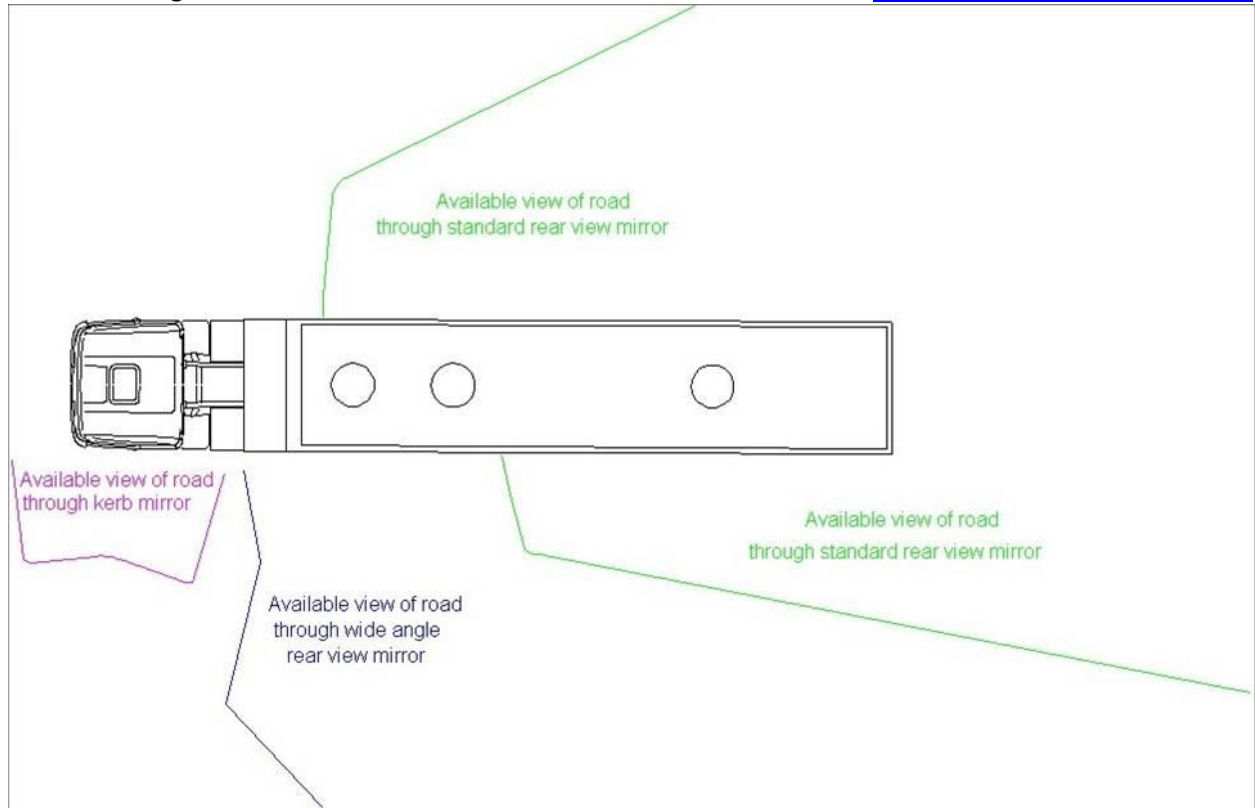 Available view of road
through standard rear view mirror
Available view of road
through kerb mirror
Available view of road
through standard rear view mirror
Available view of road
through wide angle
rear view mirror